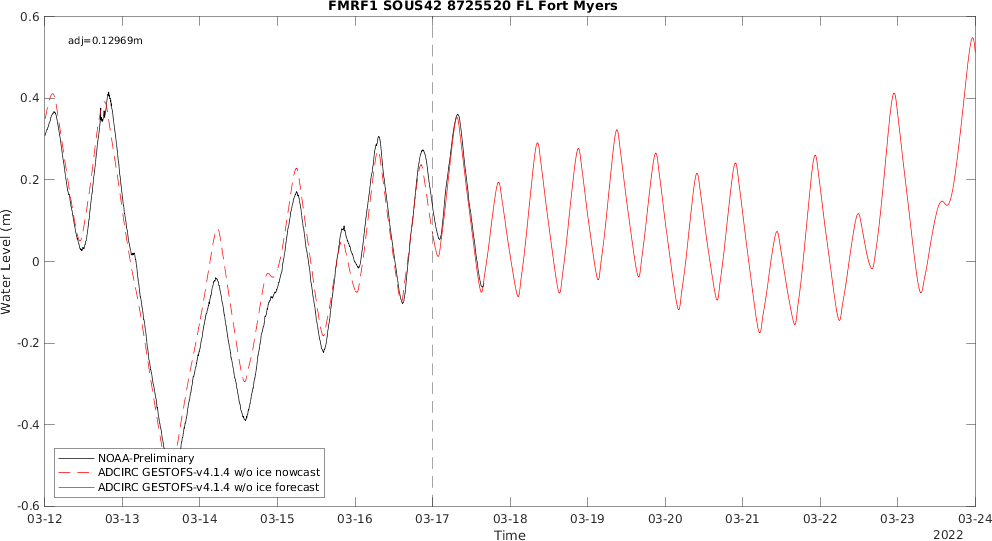 FMRF1 SOUS42 8725520 FL Fort Myers
adj=0.12969m
0.6
0.4
0.2
0
-0.2
-0.4
-0.6
Water Level (m)
NOAA-Preliminary
ADCIRC GESTOFS-v4.1.4 w/o ice nowcast
ADCIRC GESTOFS-v4.1.4 w/o ice forecast
03-12 03-13 03-14 03-15 03-16 03-17 03-18 03-19 03-20 03-21 03-22 03-23 03-24
Time
2022